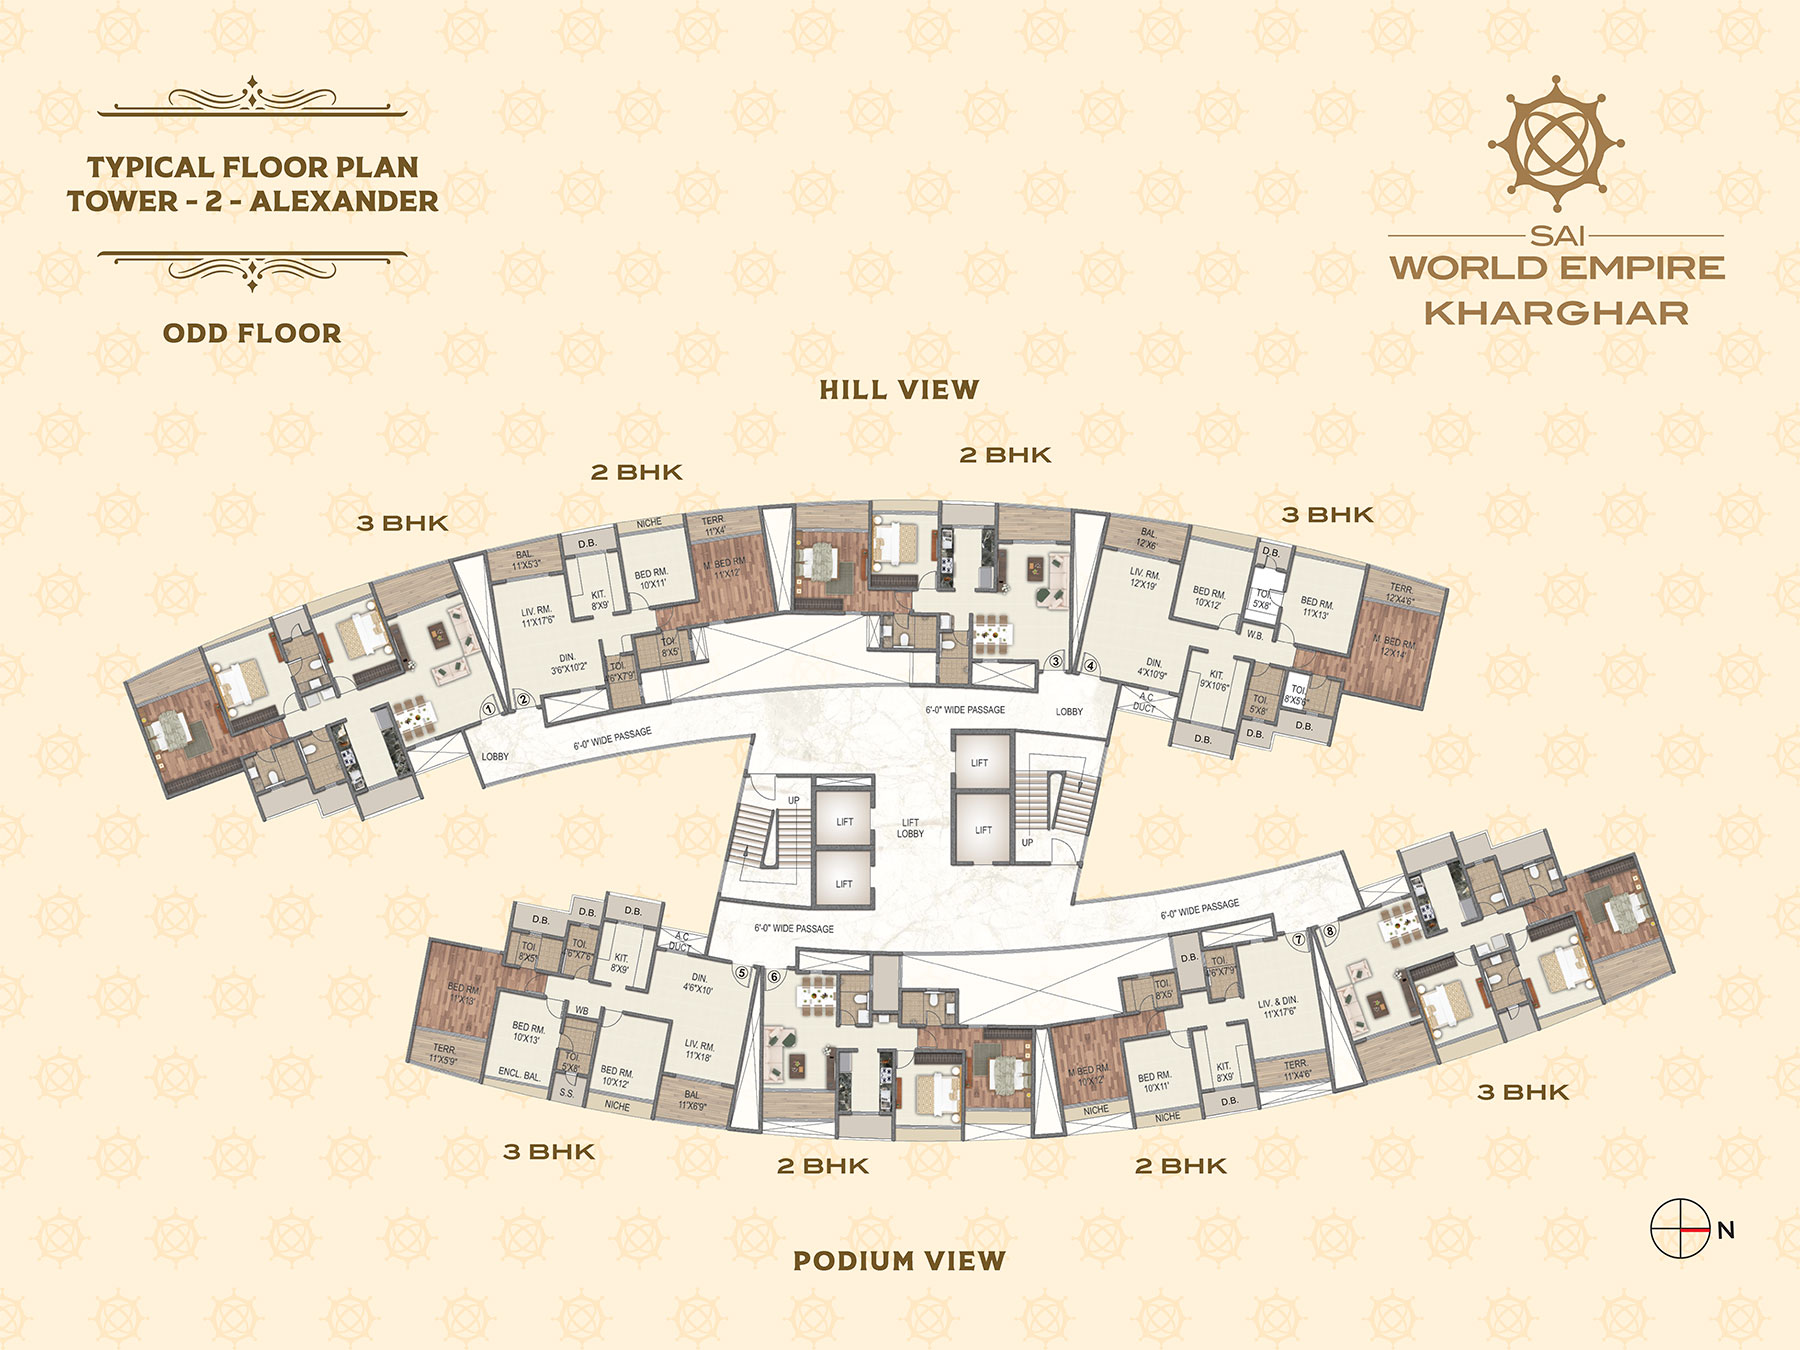 TYPICAL FLOOR PLAN
TOWER - 2 - ALEXANDER
ODD FLOOR
SAI
WORLD EMPIRE
KHARGHAR
HILL VIEW
3 BHK
2 BHK
2 BHK
3 BHK
1
LOBBY
6'-0" WIDE PASSAGE
BAL.
11'X5'3"
D.B.
NICHE
TERR.
11'X4'
LIV. RM.
11'X17'6"
KIT.
8'X9'
BED RM.
10'X11'
M. BED RM
11'X12'
DIN.
3'6"X10'2"
TOI.
4'6"X7'9"
TOI.
8'X5'
2
3
6'-0" WIDE PASSAGE
LOBBY
4
BAL.
12'X6'
LIV. RM.
12'X19'
BED RM.
10'X12'
D.B.
TOI.
5'X8'
BED RM.
11'X13'
TERR.
12'X4'6"
M. BED RM
12'X14'
W.B.
DIN.
4'X10'9"
KIT.
9'X10'6"
TOI.
5'X8'
TOI.
8'X5'6"
A.C
DUCT
D.B.
D.B.
D.B.
UP
LIFT
LIFT
LIFT
LOBBY
LIFT
LIFT
UP
6'-0" WIDE PASSAGE
6'-0" WIDE PASSAGE
D.B.
D.B.
D.B.
TOI.
8'X5'
TOI.
4'6"X7'6"
KIT.
8'X9'
A.C
DUCT
DIN.
4'6"X10'
5
BED RM
11'X13'
WB
BED RM.
10'X13'
TOI.
5'X8'
BED RM.
10'X12'
LIV. RM.
11'X18'
TERR.
11'X5'9"
ENCL. BAL.
S.S.
NICHE
BAL
11'X6'9"
6
D.B.
TOI.
8'X5'
TOI.
4'6"X7'9"
LIV. & DIN.
11'X17'6"
7
M BED RM.
10'X12'
BED RM.
10'X11'
KIT.
8'X9'
TERR.
11'X4'6"
NICHE
NICHE
D.B.
8
3 BHK
2 BHK
2 BHK
3 BHK
PODIUM VIEW
N